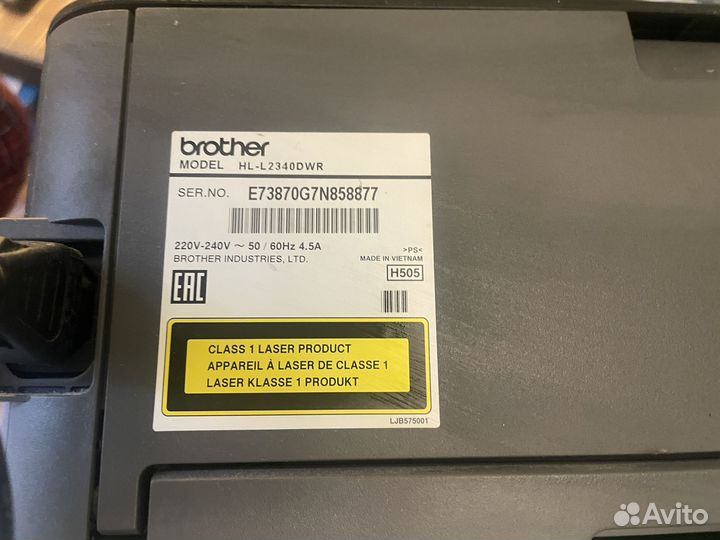 brother
MODEL HL-L2340DWR
SER.NO. E73870G7N858877
220V-240V ~ 50 / 60Hz 4.5A
BROTHER INDUSTRIES, LTD.
>PS<
MADE IN VIETNAM
H505
EAC
CLASS 1 LASER PRODUCT
APPAREIL À LASER DE CLASSE 1
LASER KLASSE 1 PRODUKT
LJB575001
Avito